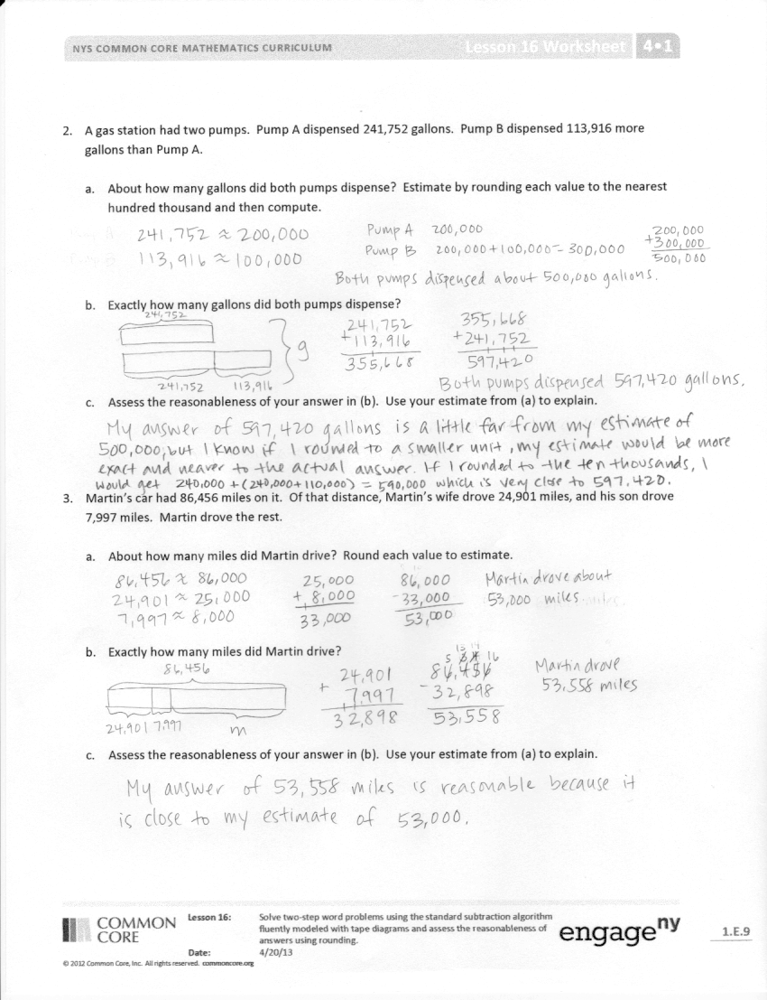 NYS COMMON CORE MATHEMATICS CURRICULUM Lesson 16 Worksheet 4•1
2. A gas station had two pumps. Pump A dispensed 241,752 gallons. Pump B dispensed 113,916 more
gallons than Pump A.
a. About how many gallons did both pumps dispense? Estimate by rounding each value to the nearest
hundred thousand and then compute.
241,752 ≈ 200,000 Pump A 200,000 200,000
113,916 ≈ 100,000 Pump B 200,000 + 100,000 = 300,000 +300,000
500,000
Both pumps dispensed about 500,000 gallons.
b. Exactly how many gallons did both pumps dispense?
241,752
241,752 355,668
+113,916 +241,752
g
355,668 597,420
241,752 113,916
Both pumps dispensed 597,420 gallons.
c. Assess the reasonableness of your answer in (b). Use your estimate from (a) to explain.
My answer of 597,420 gallons is a little far from my estimate of
500,000, but I know if I rounded to a smaller unit, my estimate would be more
exact and nearer to the actual answer. If I rounded to the ten thousands, I
would get 240,000 + (240,000 + 110,000) = 590,000 which is very close to 597,420.
3. Martin's car had 86,456 miles on it. Of that distance, Martin's wife drove 24,901 miles, and his son drove
7,997 miles. Martin drove the rest.
a. About how many miles did Martin drive? Round each value to estimate.
86,456 ≈ 86,000 25,000 86,000 Martin drove about
24,901 ≈ 25,000 + 8,000 -33,000 53,000 miles.
7,997 ≈ 8,000 33,000 53,000
b. Exactly how many miles did Martin drive?
86,456
13 14
5 3 4 16
24,901 86,456 Martin drove
+ 7,997 -32,898 53,558 miles
32,898 53,558
24,901 7,997 m
c. Assess the reasonableness of your answer in (b). Use your estimate from (a) to explain.
My answer of 53,558 miles is reasonable because it
is close to my estimate of 53,000.
COMMON CORE
Lesson 16: Solve two-step word problems using the standard subtraction algorithm
fluently modeled with tape diagrams and assess the reasonableness of
answers using rounding.
Date: 4/20/13
engageny
1.E.9
© 2012 Common Core, Inc. All rights reserved. commoncore.org